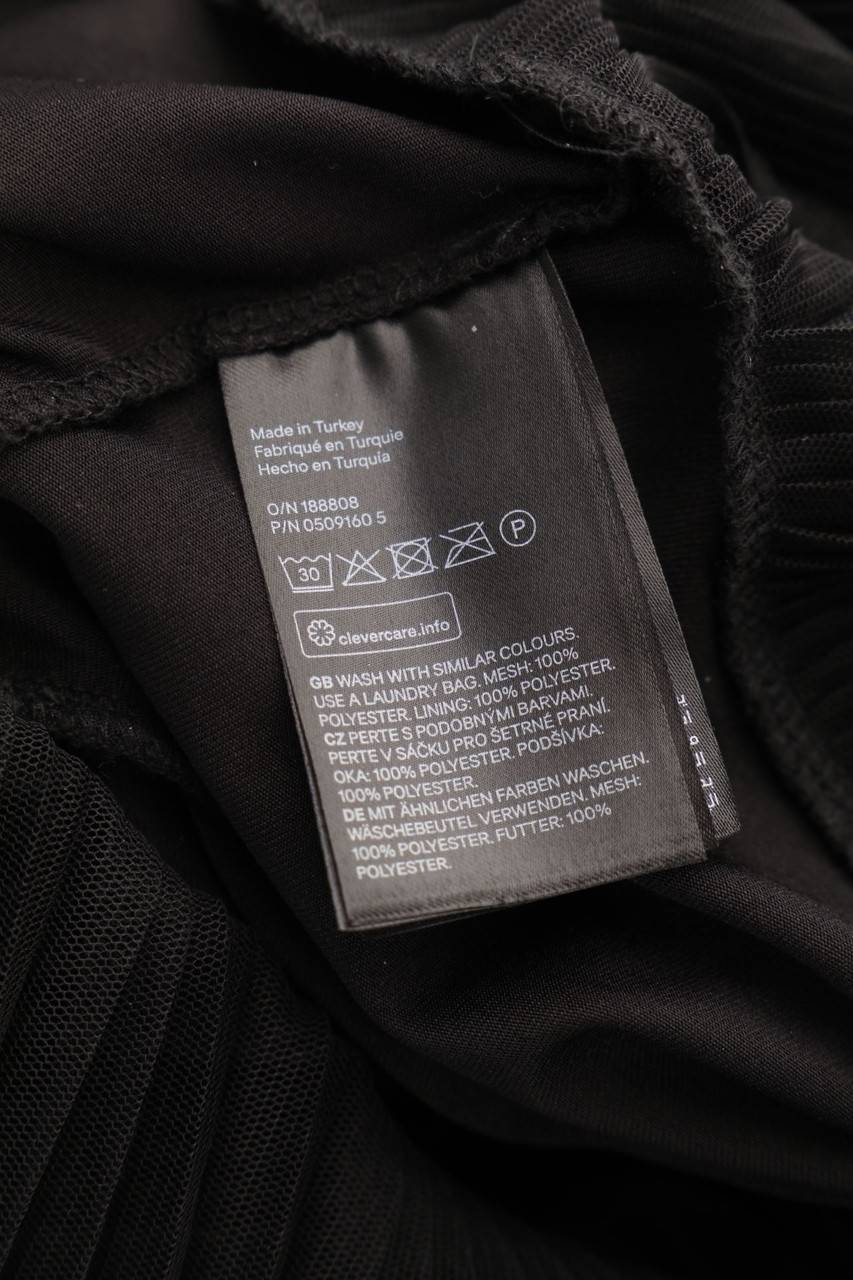 Made in Turkey
Fabriqué en Turquie
Hecho en Turquía
O/N 188808
P/N 0509160 5
30 P
clevercare.info
GB WASH WITH SIMILAR COLOURS.
USE A LAUNDRY BAG. MESH: 100%
POLYESTER. LINING: 100% POLYESTER.
CZ PERTE S PODOBNÝMI BARVAMI.
PERTE V SÁČKU PRO ŠETRNÉ PRANÍ.
OKA: 100% POLYESTER. PODŠÍVKA:
100% POLYESTER.
DE MIT ÄHNLICHEN FARBEN WASCHEN.
WÄSCHEBEUTEL VERWENDEN. MESH:
100% POLYESTER. FUTTER: 100%
POLYESTER.